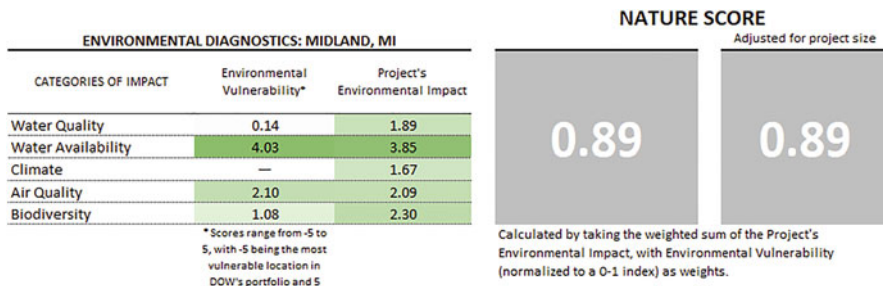 ENVIRONMENTAL DIAGNOSTICS: MIDLAND, MI
CATEGORIES OF IMPACT Environmental Vulnerability* Project's Environmental Impact
Water Quality 0.14 1.89
Water Availability 4.03 3.85
Climate — 1.67
Air Quality 2.10 2.09
Biodiversity 1.08 2.30
* Scores range from -5 to
5, with -5 being the most
vulnerable location in
DOW's portfolio and 5
NATURE SCORE
Adjusted for project size
0.89 0.89
Calculated by taking the weighted sum of the Project's
Environmental Impact, with Environmental Vulnerability
(normalized to a 0-1 index) as weights.